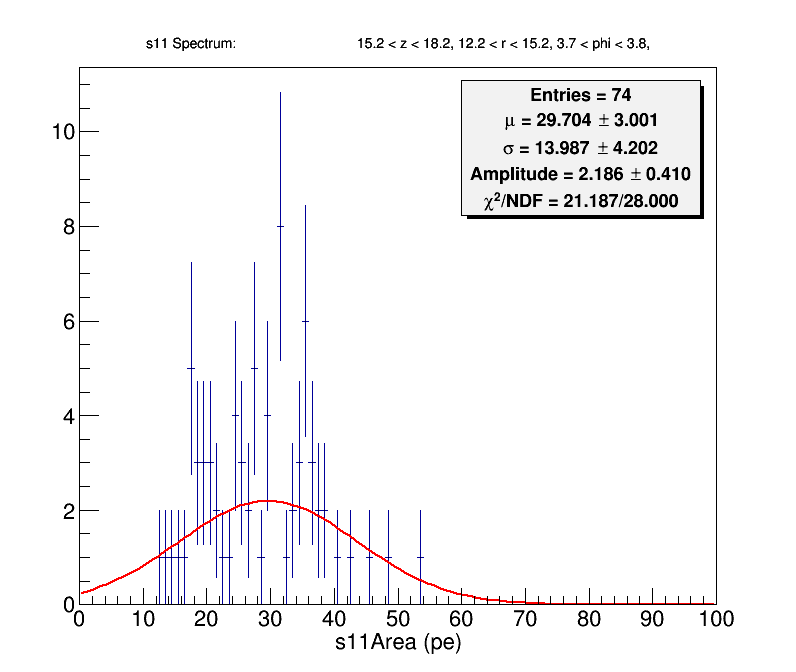 s11 Spectrum: 15.2 < z < 18.2, 12.2 < r < 15.2, 3.7 < phi < 3.8,
Entries = 74
μ = 29.704 ± 3.001
σ = 13.987 ± 4.202
Amplitude = 2.186 ± 0.410
χ²/NDF = 21.187/28.000
10
8
6
4
2
0
0 10 20 30 40 50 60 70 80 90 100
s11Area (pe)